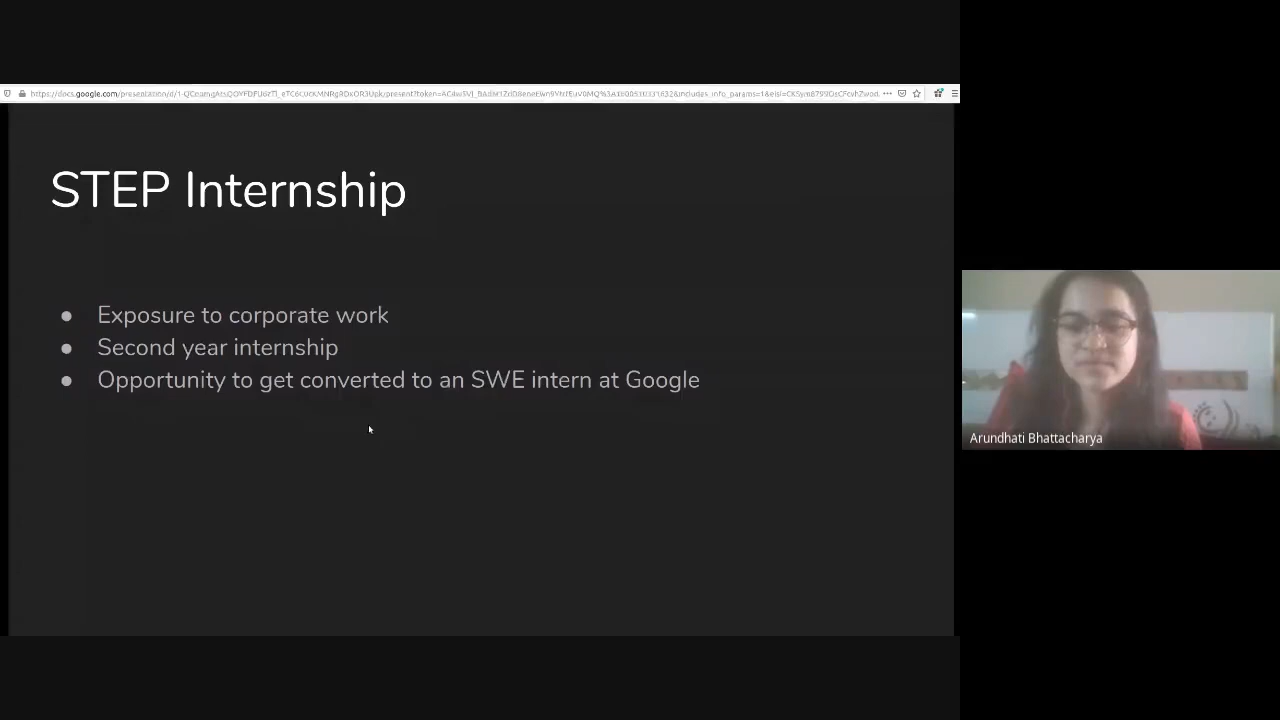 STEP Internship
● Exposure to corporate work
● Second year internship
● Opportunity to get converted to an SWE intern at Google
Arundhati Bhattacharya